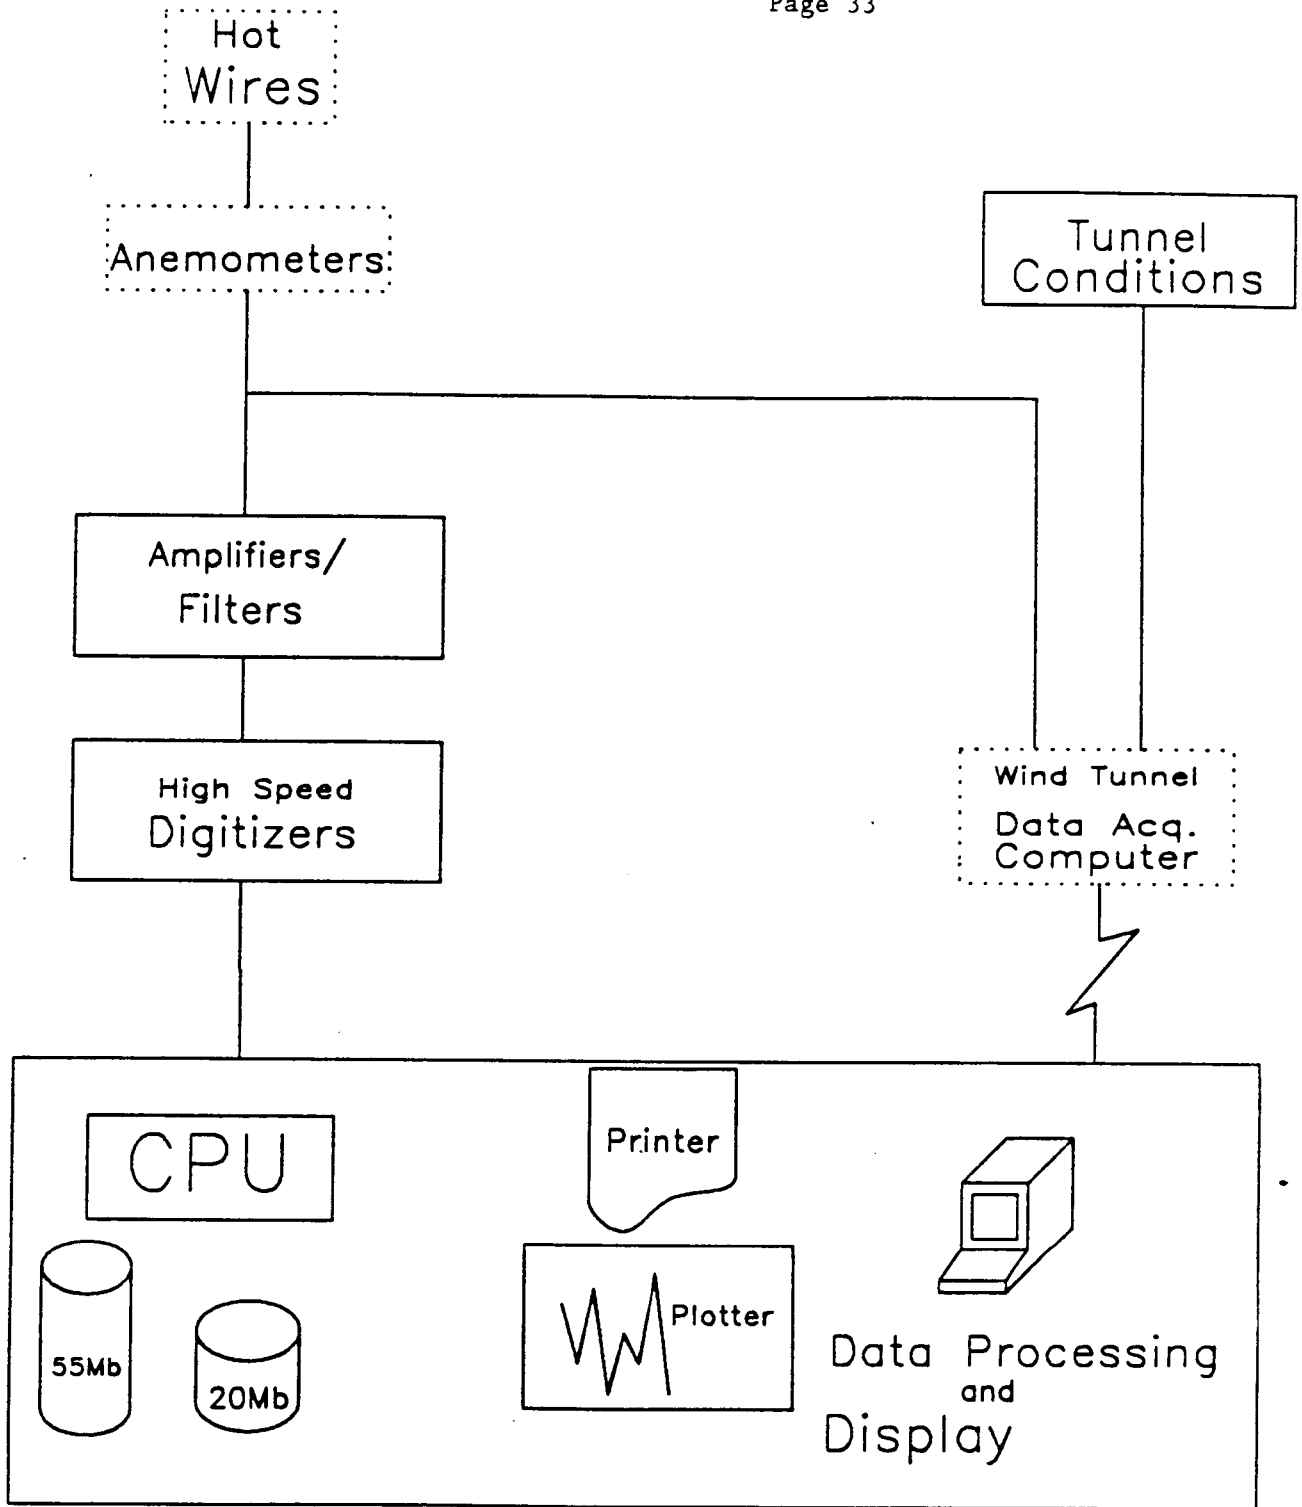 Page 33
Hot
Wires
Anemometers
Tunnel
Conditions
Amplifiers/
Filters
High Speed
Digitizers
Wind Tunnel
Data Acq.
Computer
CPU
Printer
55Mb
20Mb
Plotter
Data Processing
and
Display